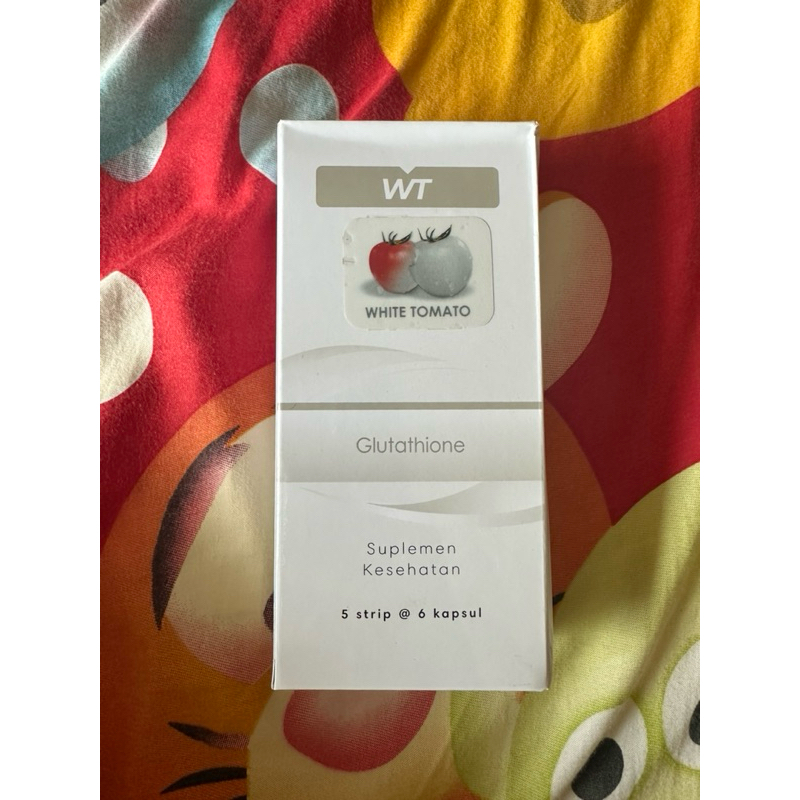 WT
WHITE TOMATO
Glutathione
Suplemen
Kesehatan
5 strip @ 6 kapsul